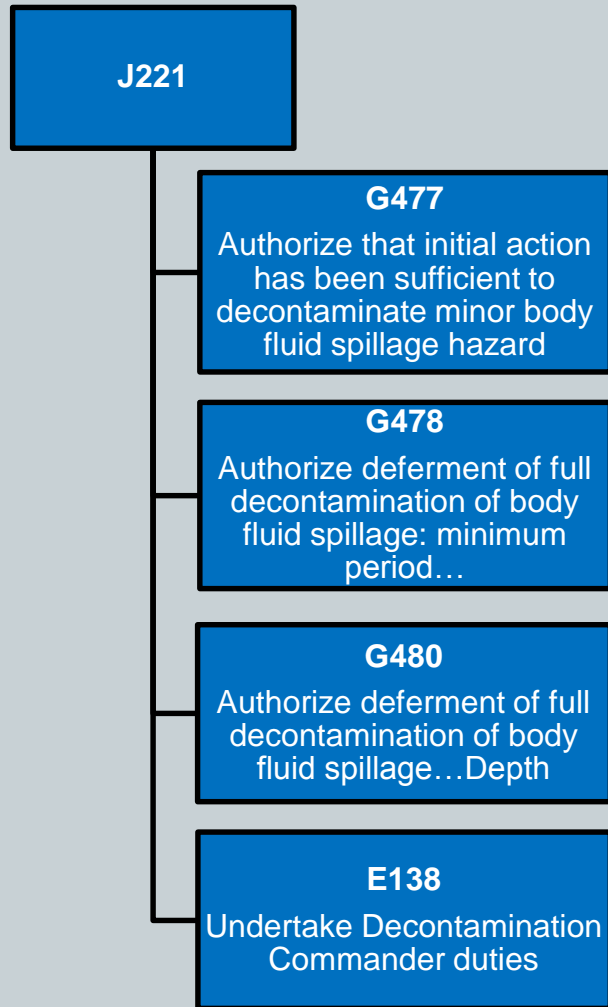 J221
G477
Authorize that initial action
has been sufficient to
decontaminate minor body
fluid spillage hazard
G478
Authorize deferment of full
decontamination of body
fluid spillage: minimum
period…
G480
Authorize deferment of full
decontamination of body
fluid spillage…Depth
E138
Undertake Decontamination
Commander duties